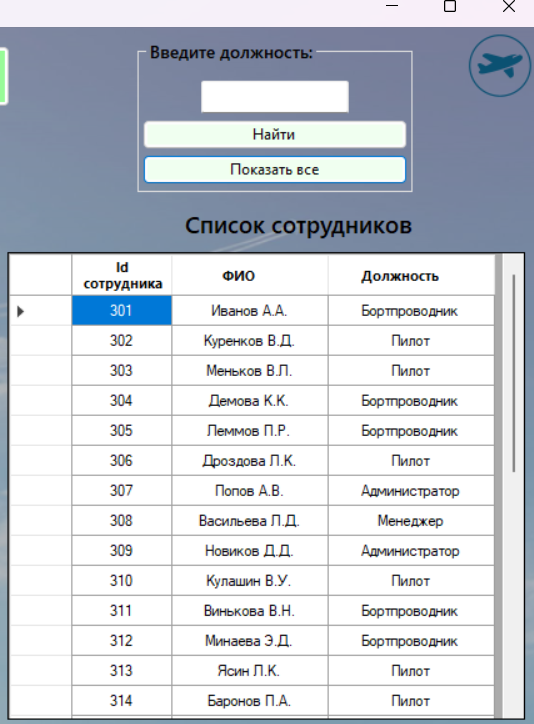 Введите должность:
Найти
Показать все
Список сотрудников
Id сотрудника ФИО Должность
301 Иванов А.А. Бортпроводник
302 Куренков В.Д. Пилот
303 Меньков В.Л. Пилот
304 Демова К.К. Бортпроводник
305 Леммов П.Р. Бортпроводник
306 Дроздова Л.К. Пилот
307 Попов А.В. Администратор
308 Васильева Л.Д. Менеджер
309 Новиков Д.Д. Администратор
310 Кулашин В.У. Пилот
311 Винькова В.Н. Бортпроводник
312 Минаева Э.Д. Бортпроводник
313 Ясин Л.К. Пилот
314 Баронов П.А. Пилот